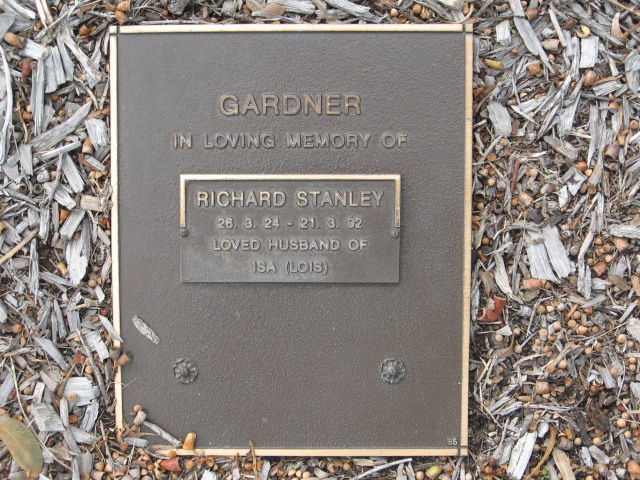 GARDNER
IN LOVING MEMORY OF
RICHARD STANLEY
26. 3. 24 - 21. 3. 92
LOVED HUSBAND OF
ISA (LOIS)